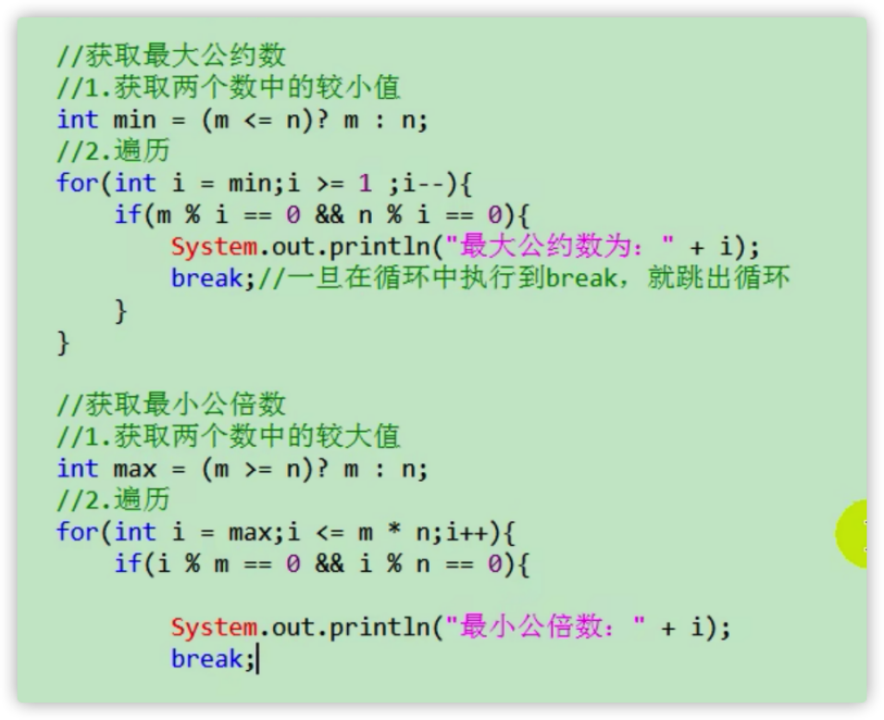 //获取最大公约数
//1.获取两个数中的较小值
int min = (m <= n)? m : n;
//2.遍历
for(int i = min;i >= 1 ;i--){
    if(m % i == 0 && n % i == 0){
        System.out.println("最大公约数为：" + i);
        break;//一旦在循环中执行到break，就跳出循环
    }
}
//获取最小公倍数
//1.获取两个数中的较大值
int max = (m >= n)? m : n;
//2.遍历
for(int i = max;i <= m * n;i++){
    if(i % m == 0 && i % n == 0){
        System.out.println("最小公倍数：" + i);
        break;